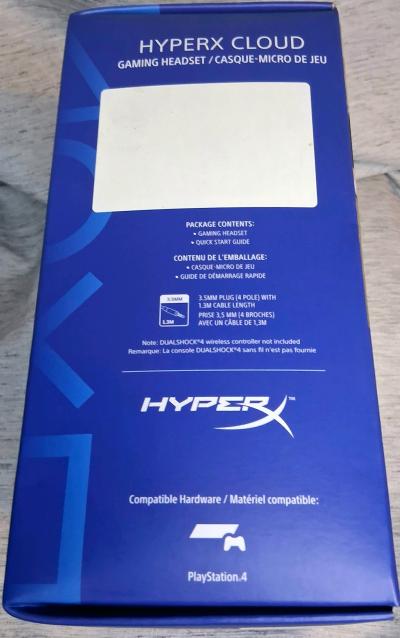 HYPERX CLOUD
GAMING HEADSET / CASQUE-MICRO DE JEU
PACKAGE CONTENTS:
• GAMING HEADSET
• QUICK START GUIDE
CONTENU DE L'EMBALLAGE:
• CASQUE-MICRO DE JEU
• GUIDE DE DÉMARRAGE RAPIDE
3.5MM
1.3M
3.5MM PLUG (4 POLE) WITH
1.3M CABLE LENGTH
PRISE 3,5 MM (4 BROCHES)
AVEC UN CÂBLE DE 1,3M
Note: DUALSHOCK®4 wireless controller not included
Remarque: La console DUALSHOCK®4 sans fil n'est pas fournie
HYPERX™
Compatible Hardware / Matériel compatible:
PlayStation®4